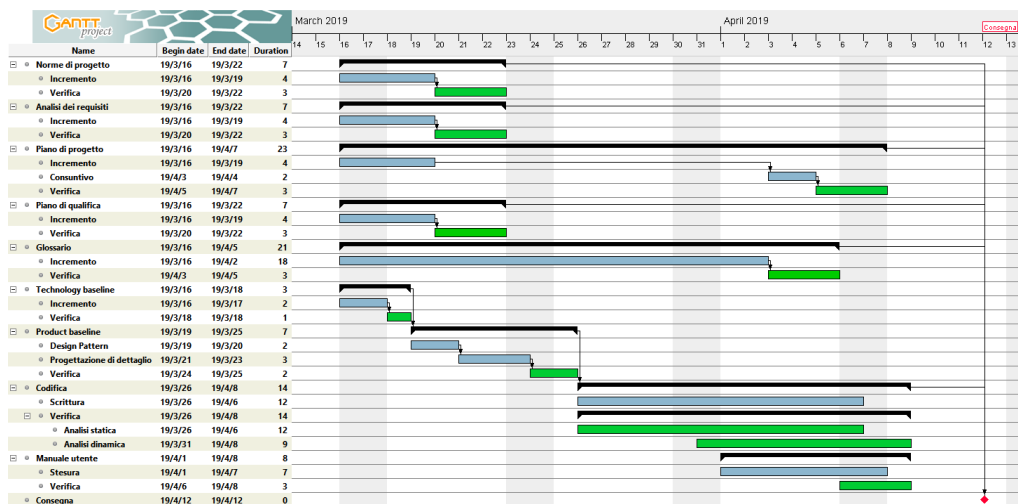 GANTT project
March 2019 April 2019
Consegna
14 15 16 17 18 19 20 21 22 23 24 25 26 27 28 29 30 31 1 2 3 4 5 6 7 8 9 10 11 12 13
Name Begin date End date Duration
Norme di progetto 19/3/16 19/3/22 7
Incremento 19/3/16 19/3/19 4
Verifica 19/3/20 19/3/22 3
Analisi dei requisiti 19/3/16 19/3/22 7
Incremento 19/3/16 19/3/19 4
Verifica 19/3/20 19/3/22 3
Piano di progetto 19/3/16 19/4/7 23
Incremento 19/3/16 19/3/19 4
Consuntivo 19/4/3 19/4/4 2
Verifica 19/4/5 19/4/7 3
Piano di qualifica 19/3/16 19/3/22 7
Incremento 19/3/16 19/3/19 4
Verifica 19/3/20 19/3/22 3
Glossario 19/3/16 19/4/5 21
Incremento 19/3/16 19/4/2 18
Verifica 19/4/3 19/4/5 3
Technology baseline 19/3/16 19/3/18 3
Incremento 19/3/16 19/3/17 2
Verifica 19/3/18 19/3/18 1
Product baseline 19/3/19 19/3/25 7
Design Pattern 19/3/19 19/3/20 2
Progettazione di dettaglio 19/3/21 19/3/23 3
Verifica 19/3/24 19/3/25 2
Codifica 19/3/26 19/4/8 14
Scrittura 19/3/26 19/4/6 12
Verifica 19/3/26 19/4/8 14
Analisi statica 19/3/26 19/4/6 12
Analisi dinamica 19/3/31 19/4/8 9
Manuale utente 19/4/1 19/4/8 8
Stesura 19/4/1 19/4/7 7
Verifica 19/4/6 19/4/8 3
Consegna 19/4/12 19/4/12 0